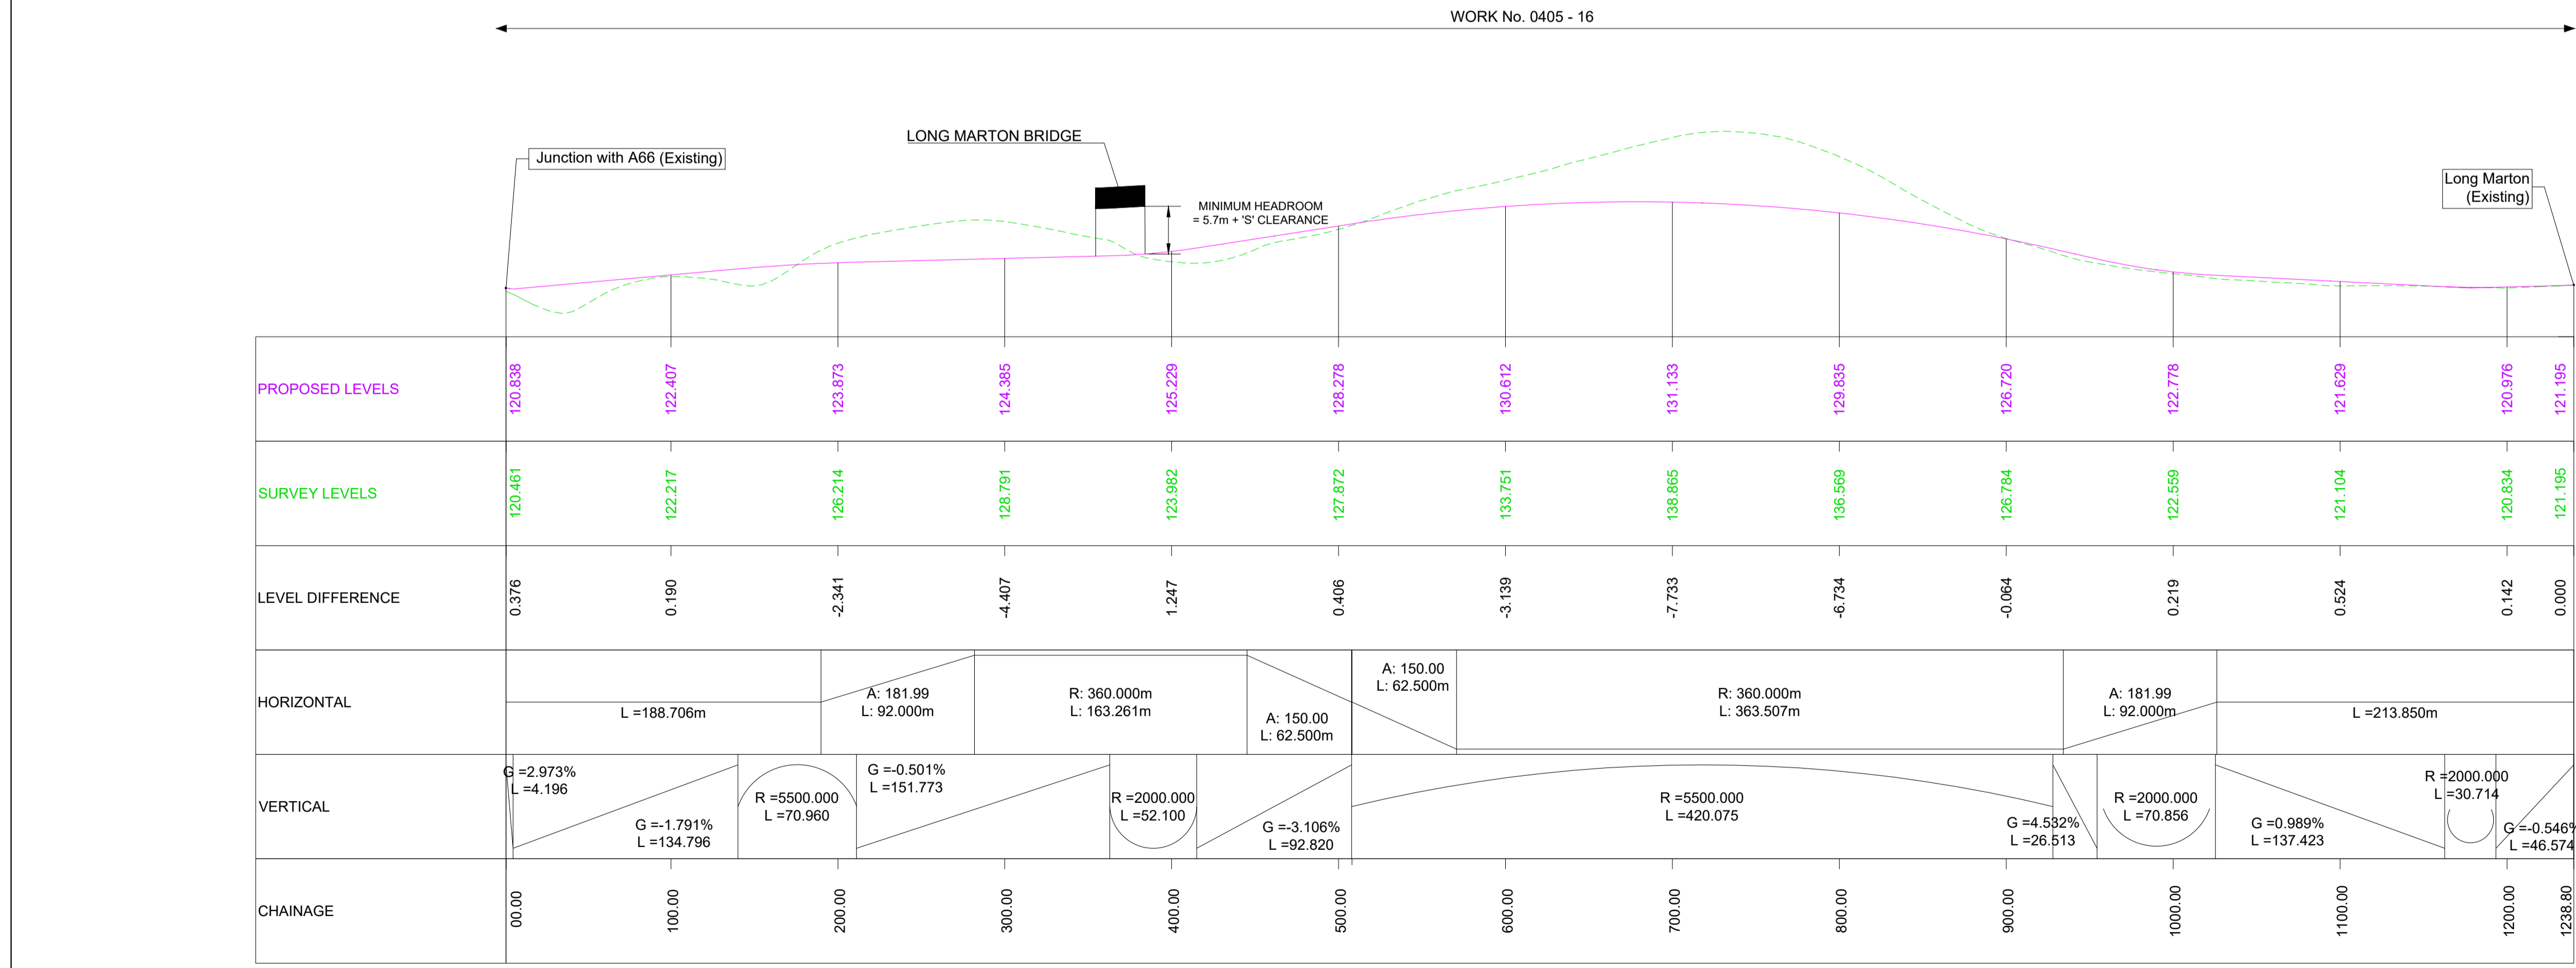 WORK No. 0405 - 16
LONG MARTON BRIDGE
Junction with A66 (Existing)
MINIMUM HEADROOM
= 5.7m + 'S' CLEARANCE
Long Marton
(Existing)
PROPOSED LEVELS
120.838 122.407 123.873 124.385 125.229 128.278 130.612 131.133 129.835 126.720 122.778 121.629 120.976 121.195
SURVEY LEVELS
120.461 122.217 126.214 128.791 123.982 127.872 133.751 138.865 136.569 126.784 122.559 121.104 120.834 121.195
LEVEL DIFFERENCE
0.376 0.190 -2.341 -4.407 1.247 0.406 -3.139 -7.733 -6.734 -0.064 0.219 0.524 0.142 0.000
HORIZONTAL
L =188.706m
A: 181.99
L: 92.000m
R: 360.000m
L: 163.261m
A: 150.00
L: 62.500m
A: 150.00
L: 62.500m
R: 360.000m
L: 363.507m
A: 181.99
L: 92.000m
L =213.850m
VERTICAL
G =2.973%
L =4.196
G =-1.791%
L =134.796
R =5500.000
L =70.960
G =-0.501%
L =151.773
R =2000.000
L =52.100
G =-3.106%
L =92.820
R =5500.000
L =420.075
G =4.532%
L =26.513
R =2000.000
L =70.856
G =0.989%
L =137.423
R =2000.000
L =30.714
G =-0.546%
L =46.574
CHAINAGE
00.00 100.00 200.00 300.00 400.00 500.00 600.00 700.00 800.00 900.00 1000.00 1100.00 1200.00 1238.80